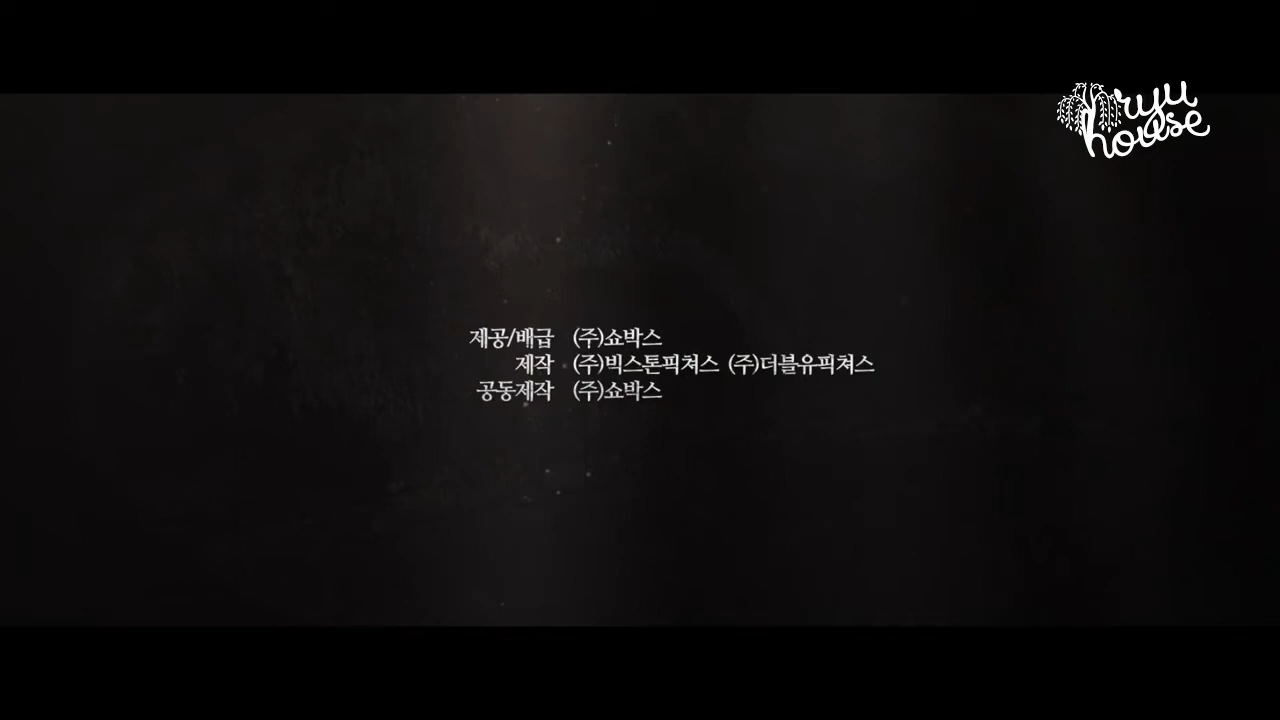 ryu
house
제공/배급 (주)쇼박스
제작 (주)빅스톤픽쳐스 (주)더블유픽쳐스
공동제작 (주)쇼박스